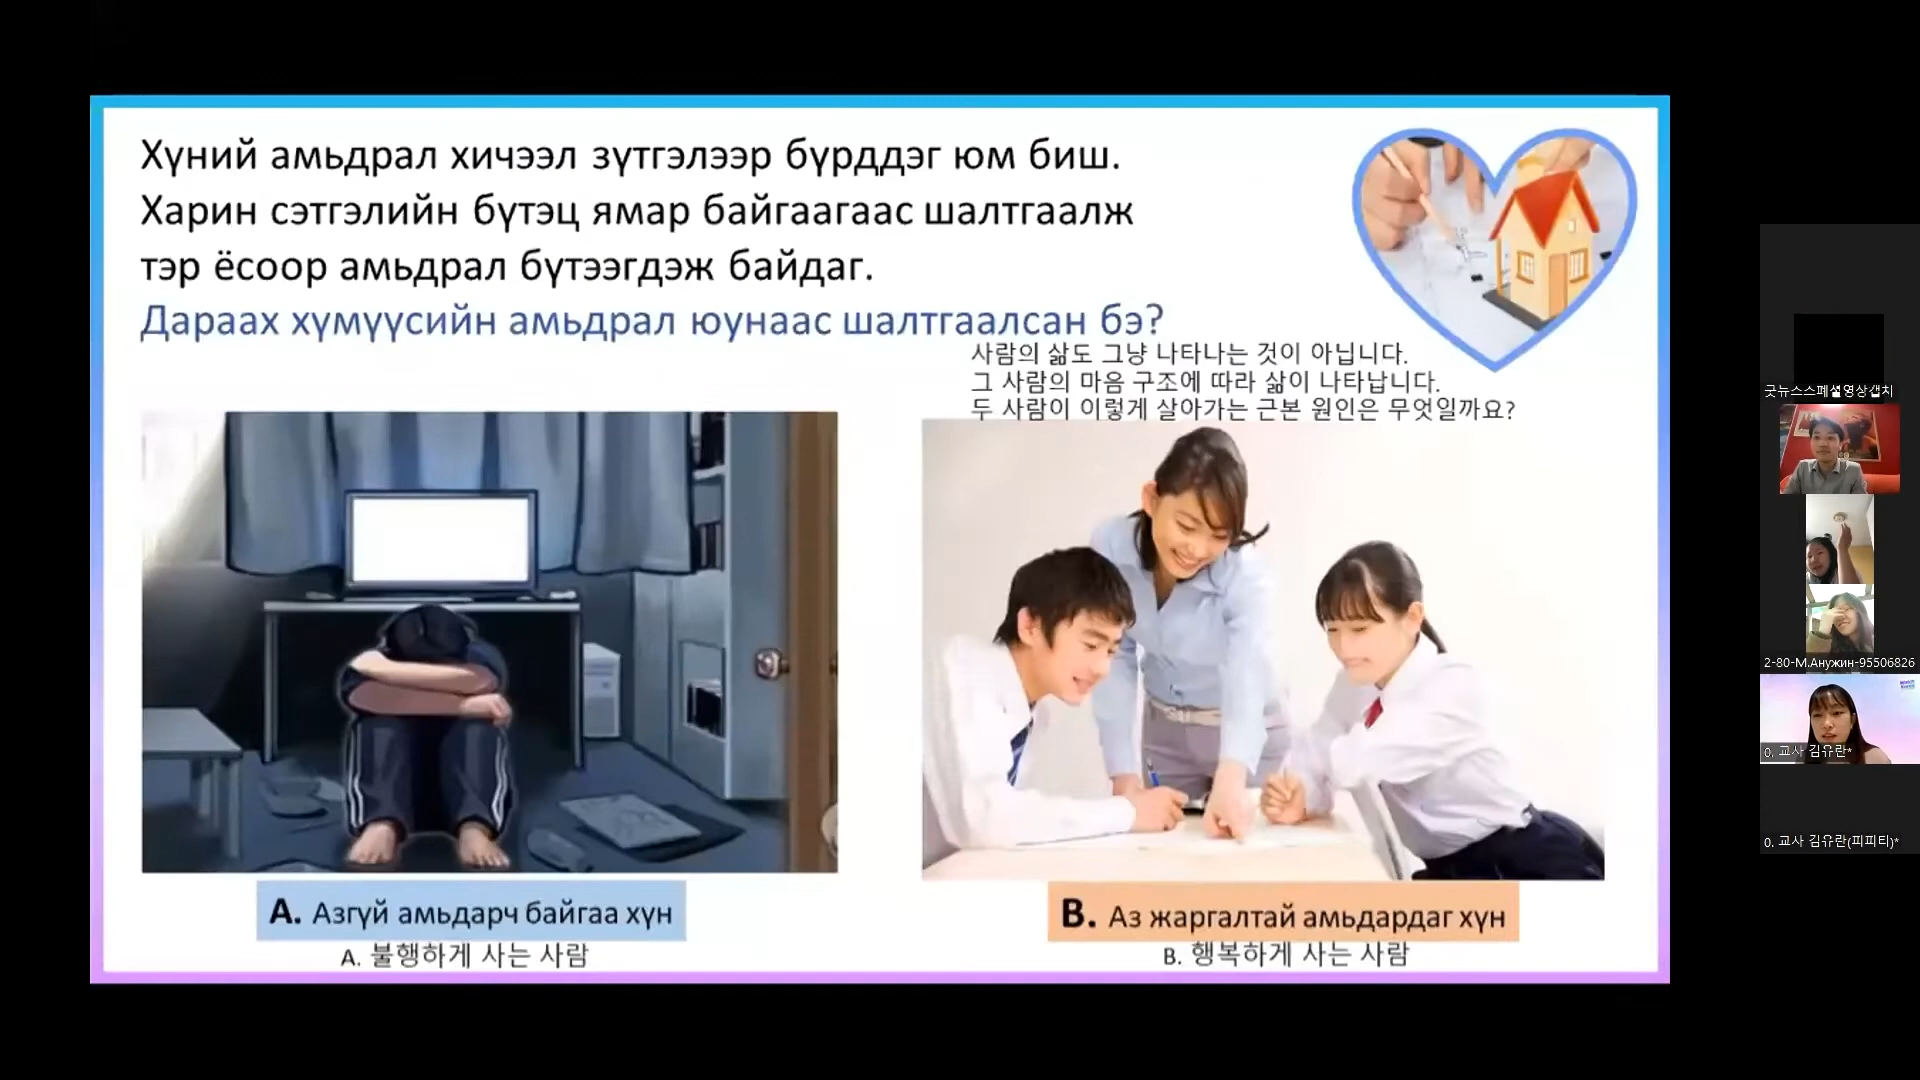 Хүний амьдрал хичээл зүтгэлээр бүрддэг юм биш.
Харин сэтгэлийн бүтэц ямар байгаагаас шалтгаалж
тэр ёсоор амьдрал бүтээгдэж байдаг.
Дараах хүмүүсийн амьдрал юунаас шалтгаалсан бэ?
사람의 삶도 그냥 나타나는 것이 아닙니다.
그 사람의 마음 구조에 따라 삶이 나타납니다.
두 사람이 이렇게 살아가는 근본 원인은 무엇일까요?
A. Азгүй амьдарч байгаа хүн
A. 불행하게 사는 사람
B. Аз жаргалтай амьдардаг хүн
B. 행복하게 사는 사람
굿뉴스스페셜영상캡처
2-80-М.Анужин-95506826
0. 교사 김유란*
0. 교사 김유란(피피티)*